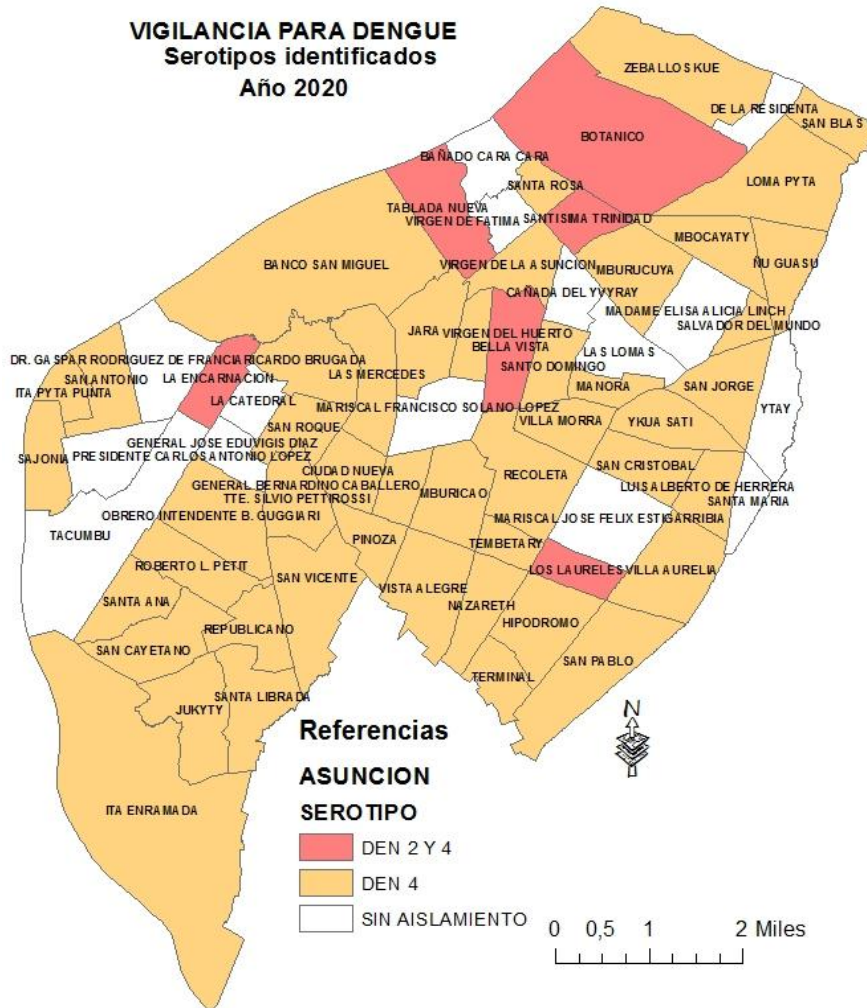 VIGILANCIA PARA DENGUE
Serotipos identificados
Año 2020
ZEBALLOS KUE
DE LA RESIDENTA
SAN BLAS
BOTANICO
BAÑADO CARA CARA
SANTA ROSA
LOMA PYTA
TABLADA NUEVA
VIRGEN DE FATIMA
SANTISIMA TRINIDAD
MBOCAYATY
BANCO SAN MIGUEL
VIRGEN DE LA ASUNCION
MBURUCUYA
ÑU GUASU
CAÑADA DEL YVYRAY
MADAME ELISA ALICIA LINCH
JARA
VIRGEN DEL HUERTO
SALVADOR DEL MUNDO
BELLA VISTA
LAS LOMAS
DR. GASPAR RODRIGUEZ DE FRANCIA
RICARDO BRUGADA
SANTO DOMINGO
SAN ANTONIO
LA ENCARNACION
LAS MERCEDES
MANORA
SAN JORGE
ITA PYTA PUNTA
LA CATEDRAL
MARISCAL FRANCISCO SOLANO LOPEZ
YTAY
SAN ROQUE
VILLA MORRA
YKUA SATI
GENERAL JOSE EDUVIGIS DIAZ
SAJONIA
PRESIDENTE CARLOS ANTONIO LOPEZ
CIUDAD NUEVA
RECOLETA
SAN CRISTOBAL
GENERAL BERNARDINO CABALLERO
MBURICAO
LUIS ALBERTO DE HERRERA
TTE. SILVIO PETTIROSSI
SANTA MARIA
OBRERO INTENDENTE B. GUGGIARI
MARISCAL JOSE FELIX ESTIGARRIBIA
TACUMBU
PINOZA
TEMBETARY
ROBERTO L. PETIT
LOS LAURELES
VILLA AURELIA
SAN VICENTE
VISTA ALEGRE
SANTA ANA
NAZARETH
HIPODROMO
REPUBLICANO
SAN CAYETANO
SAN PABLO
TERMINAL
SANTA LIBRADA
JUKYTY
N
Referencias
ASUNCION
ITA ENRAMADA
SEROTIPO
DEN 2 Y 4
DEN 4
SIN AISLAMIENTO
0 0,5 1 2 Miles